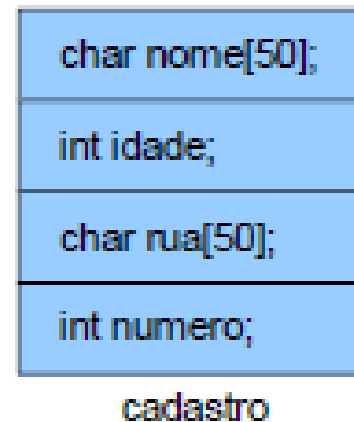 char nome[50];
int idade;
char rua[50];
int numero;
cadastro